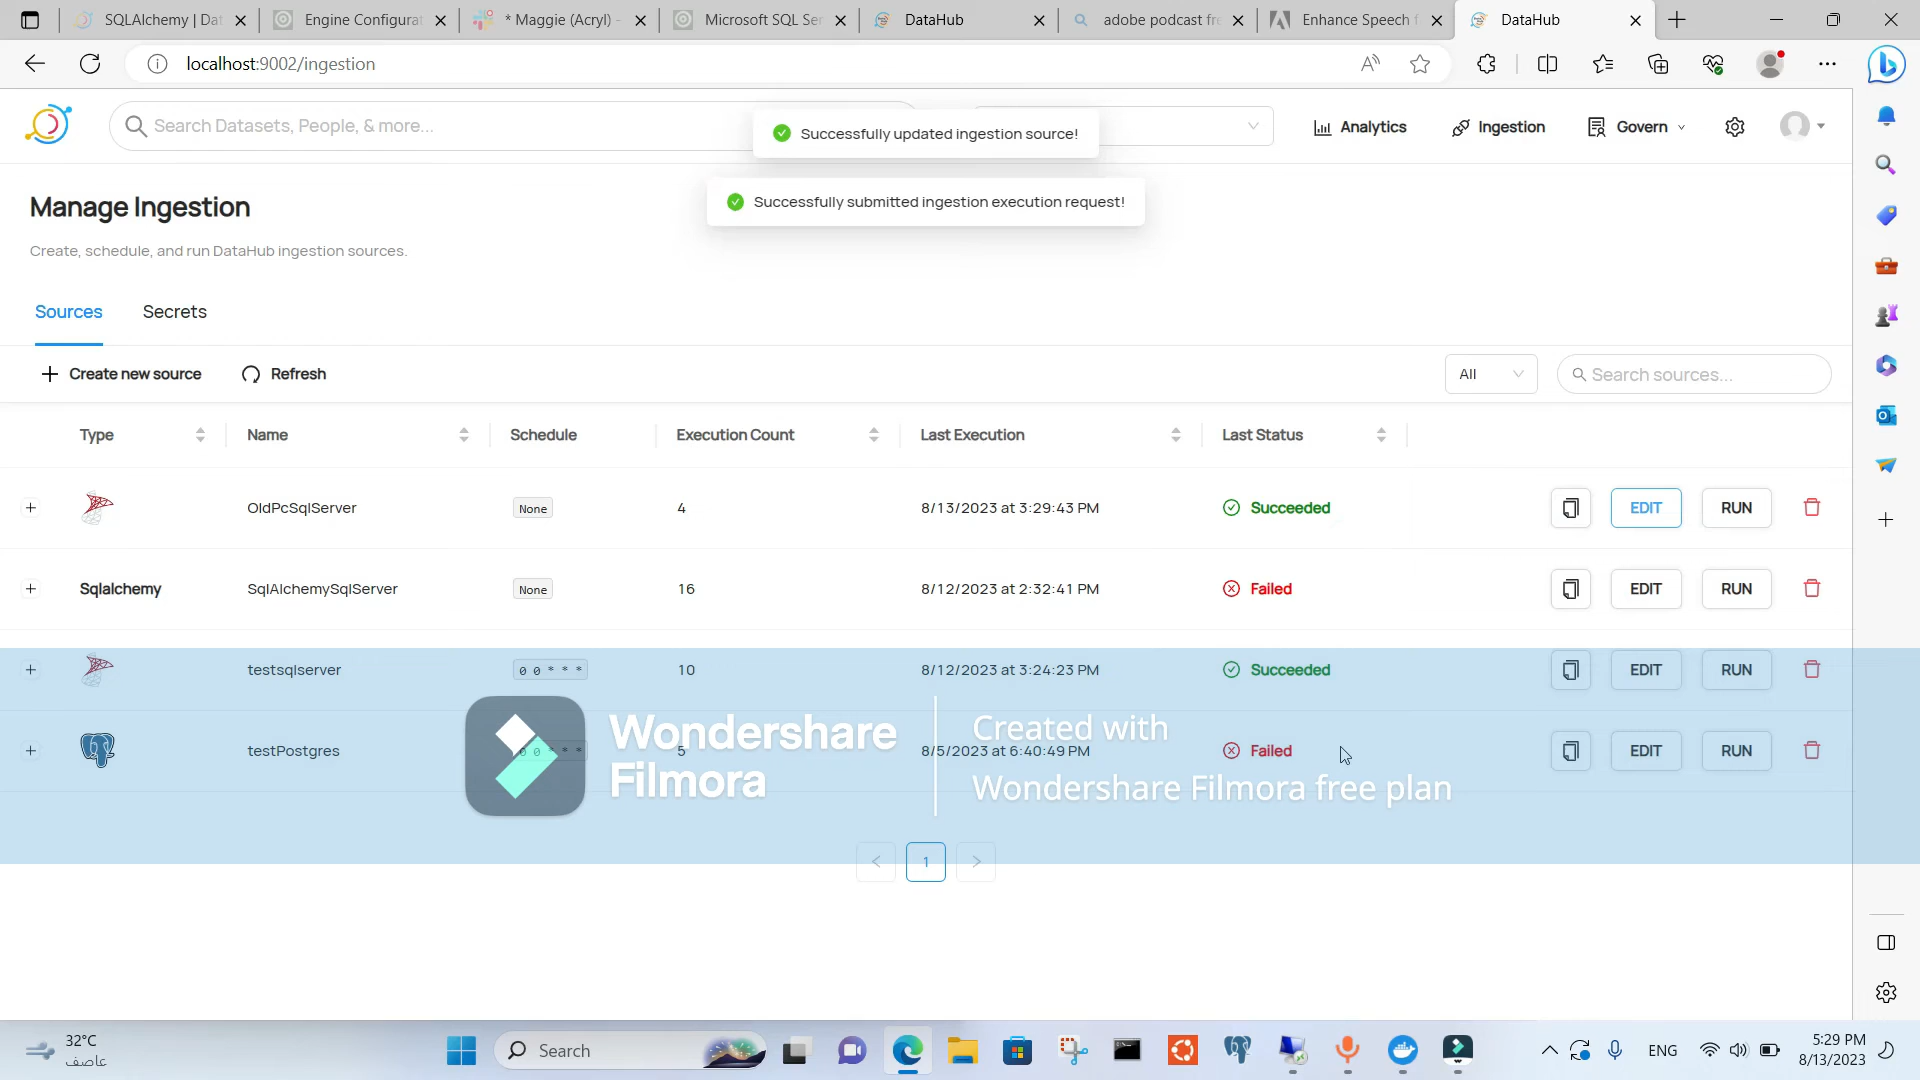 SQLAlchemy | Dat
Engine Configurat
* Maggie (Acryl) -
Microsoft SQL Ser
DataHub
adobe podcast fre
Enhance Speech f
DataHub
localhost:9002/ingestion
Search Datasets, People, & more...
Analytics
Ingestion
Govern
Successfully updated ingestion source!
Successfully submitted ingestion execution request!
Manage Ingestion
Create, schedule, and run DataHub ingestion sources.
Sources
Secrets
Create new source
Refresh
All
Search sources...
Type Name Schedule Execution Count Last Execution Last Status
OldPcSqlServer None 4 8/13/2023 at 3:29:43 PM Succeeded EDIT RUN
Sqlalchemy SqlAlchemySqlServer None 16 8/12/2023 at 2:32:41 PM Failed EDIT RUN
testsqlserver 0 0 * * * 10 8/12/2023 at 3:24:23 PM Succeeded EDIT RUN
testPostgres 0 0 * * * 5 8/5/2023 at 6:40:49 PM Failed EDIT RUN
Wondershare
Filmora
Created with
Wondershare Filmora free plan
1
32°C
عاصف
Search
ENG
5:29 PM
8/13/2023